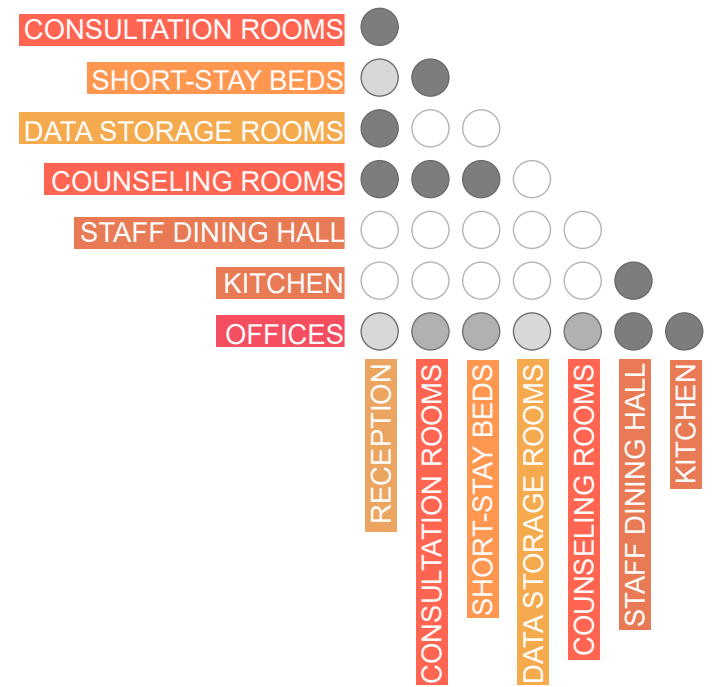 CONSULTATION ROOMS
SHORT-STAY BEDS
DATA STORAGE ROOMS
COUNSELING ROOMS
STAFF DINING HALL
KITCHEN
OFFICES
RECEPTION
CONSULTATION ROOMS
SHORT-STAY BEDS
DATA STORAGE ROOMS
COUNSELING ROOMS
STAFF DINING HALL
KITCHEN